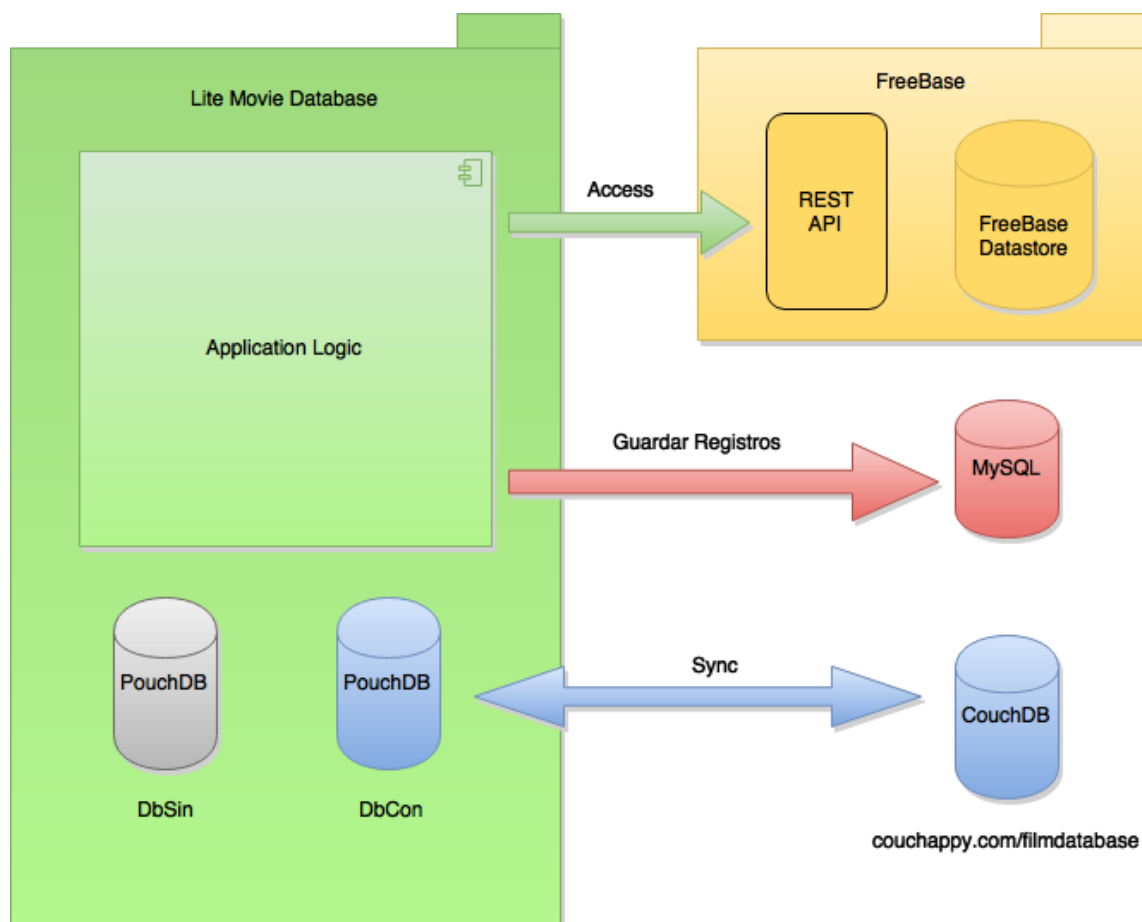 Lite Movie Database
FreeBase
Access
REST
API
FreeBase
Datastore
Application Logic
Guardar Registros
MySQL
PouchDB
PouchDB
Sync
CouchDB
DbSin
DbCon
couchappy.com/filmdatabase